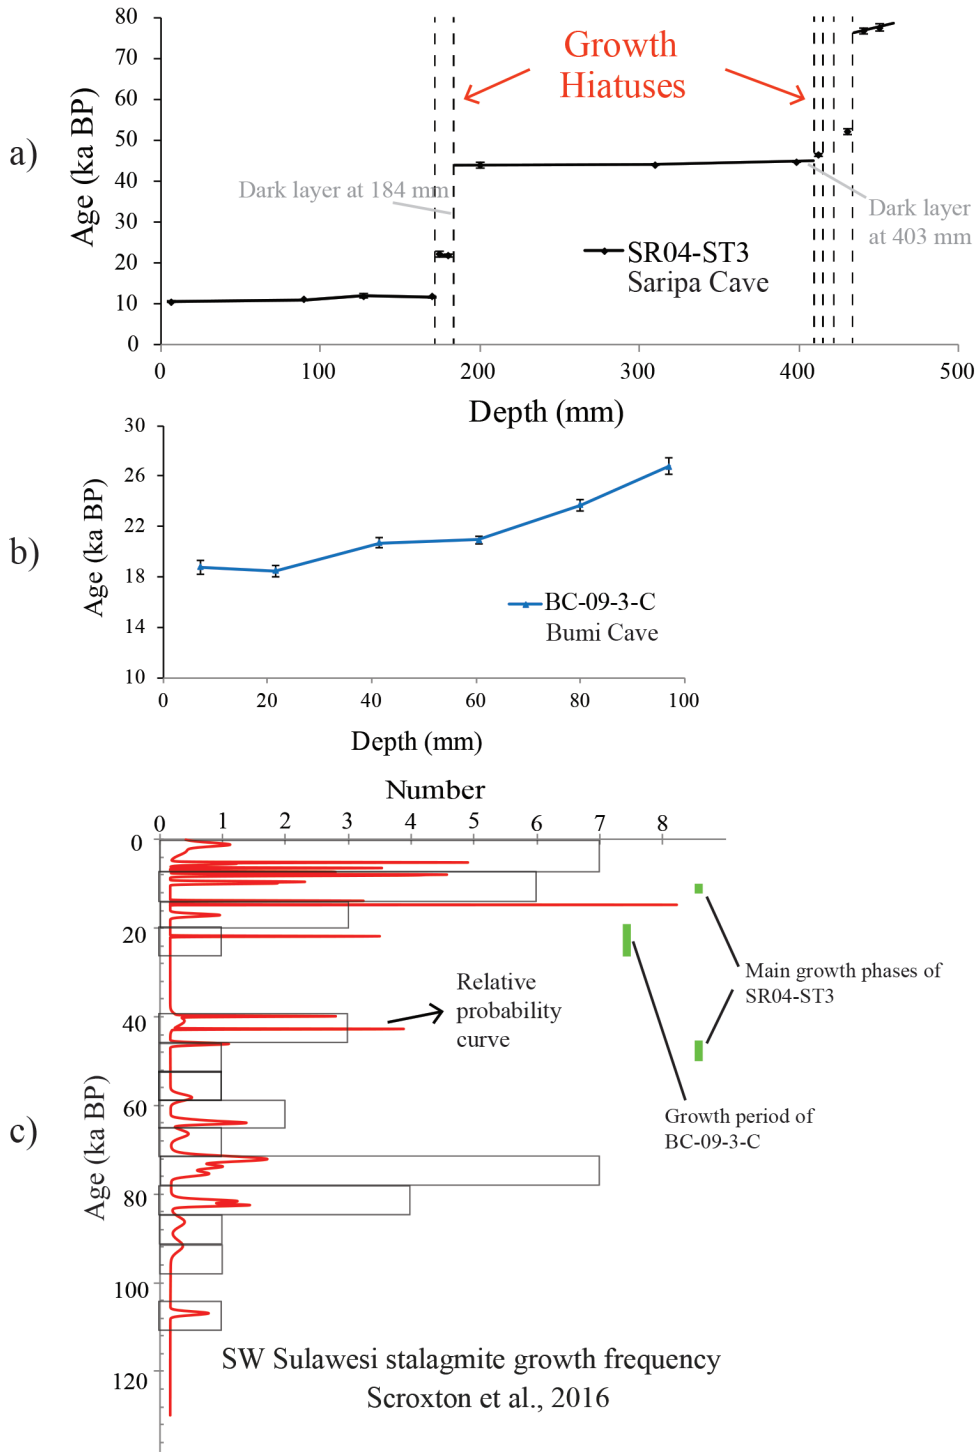 a)
Age (ka BP)
80
70
60
50
40
30
20
10
0
Growth
Hiatuses
Dark layer at 184 mm
Dark layer
at 403 mm
SR04-ST3
Saripa Cave
0
100
200
300
400
500
Depth (mm)
b)
Age (ka BP)
30
26
22
18
14
10
BC-09-3-C
Bumi Cave
0
20
40
60
80
100
Depth (mm)
c)
Number
0
1
2
3
4
5
6
7
8
Age (ka BP)
0
20
40
60
80
100
120
Relative
probability
curve
Main growth phases of
SR04-ST3
Growth period of
BC-09-3-C
SW Sulawesi stalagmite growth frequency
Scroxton et al., 2016